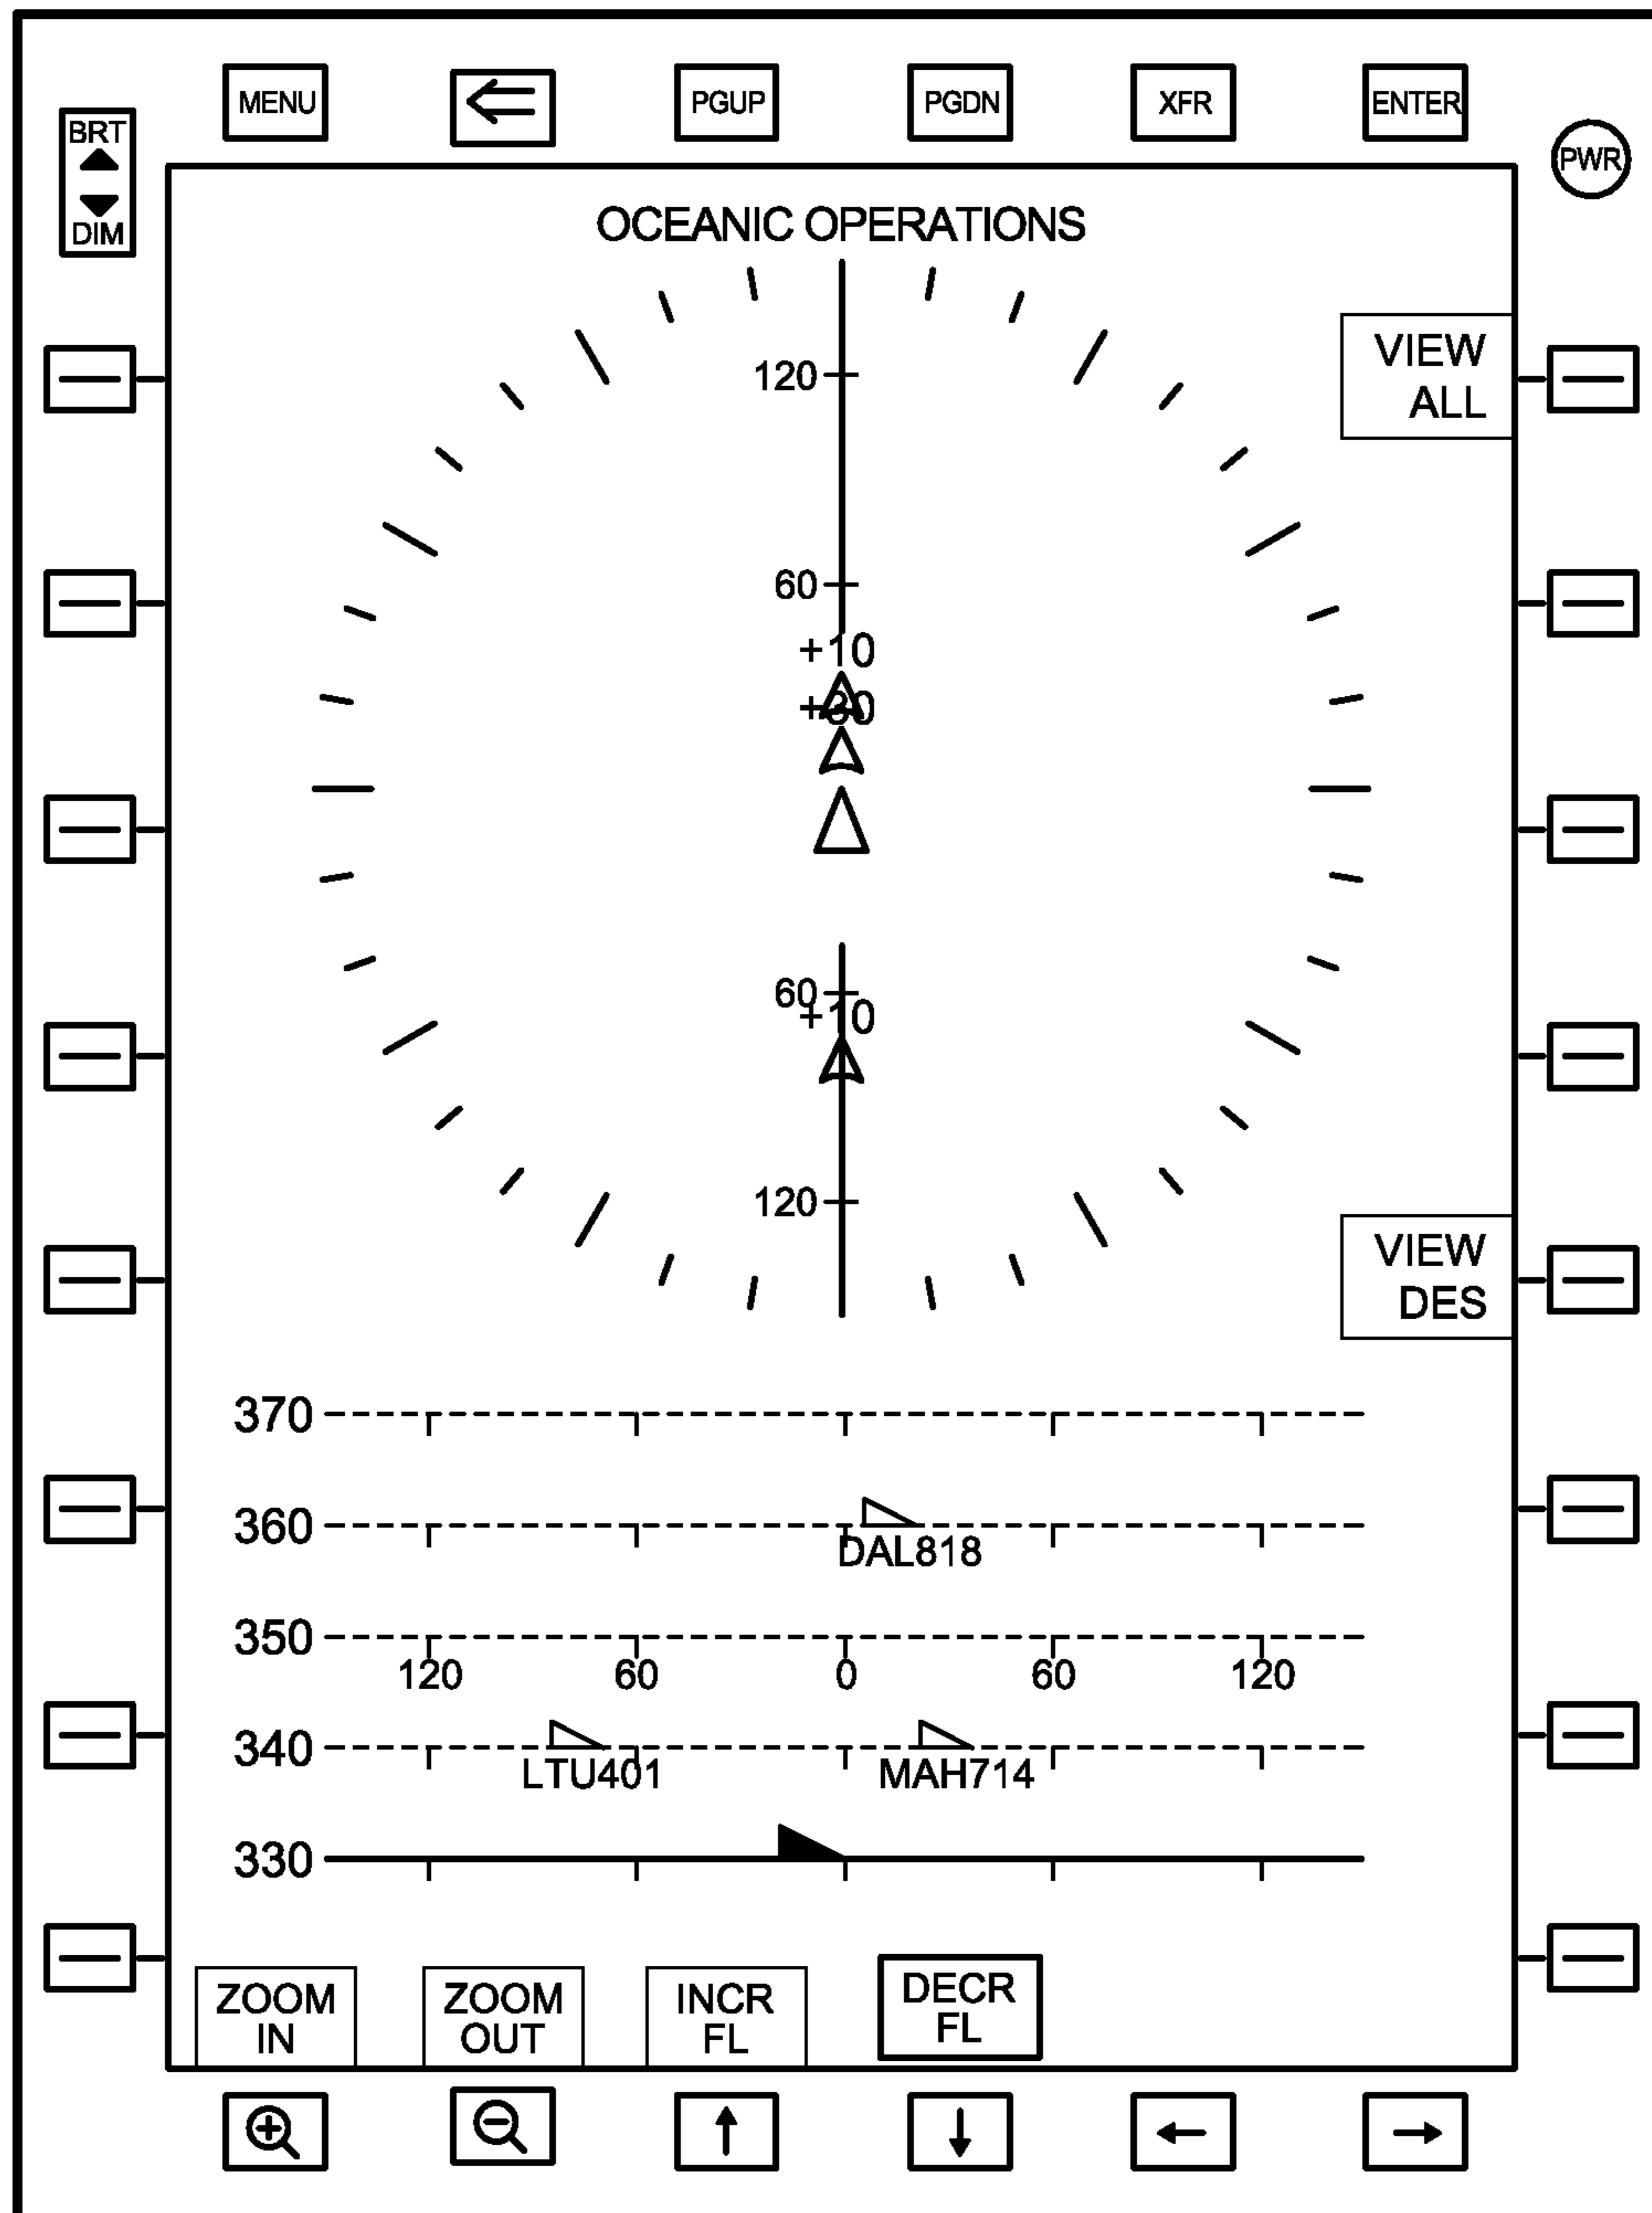 MENU
PGUP
PGDN
XFR
ENTER
BRT
DIM
PWR
OCEANIC OPERATIONS
VIEW
ALL
120
60
+10
+30
60
+10
120
VIEW
DES
370
360
DAL818
350
120 60 0 60 120
340
LTU401 MAH714
330
ZOOM
IN
ZOOM
OUT
INCR
FL
DECR
FL